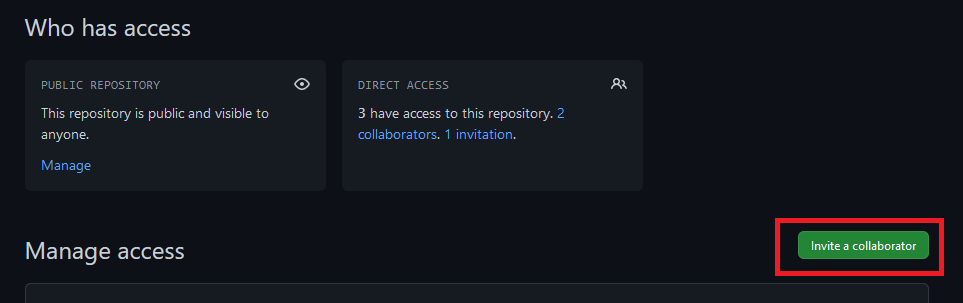 Who has access
PUBLIC REPOSITORY
This repository is public and visible to
anyone.
Manage
DIRECT ACCESS
3 have access to this repository. 2
collaborators. 1 invitation.
Manage access
Invite a collaborator